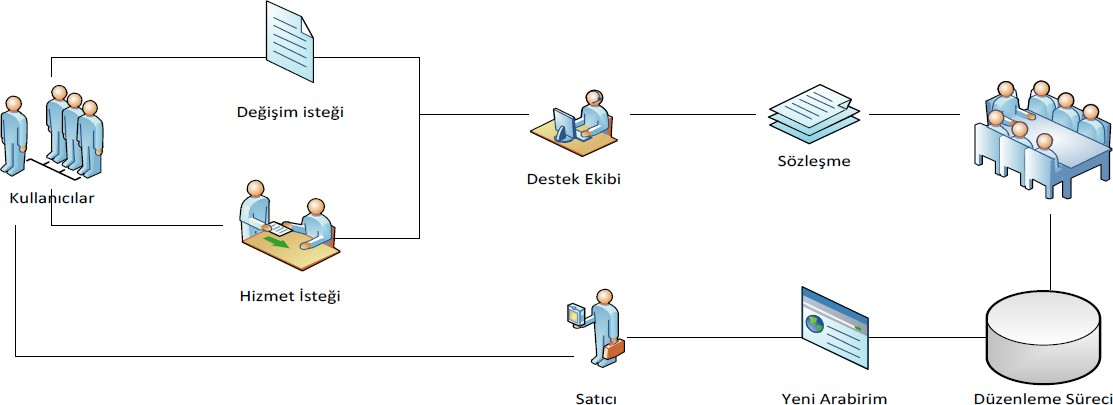 Değişim isteği
Kullanıcılar
Destek Ekibi
Sözleşme
Hizmet İsteği
Satıcı
Yeni Arabirim
Düzenleme Süreci